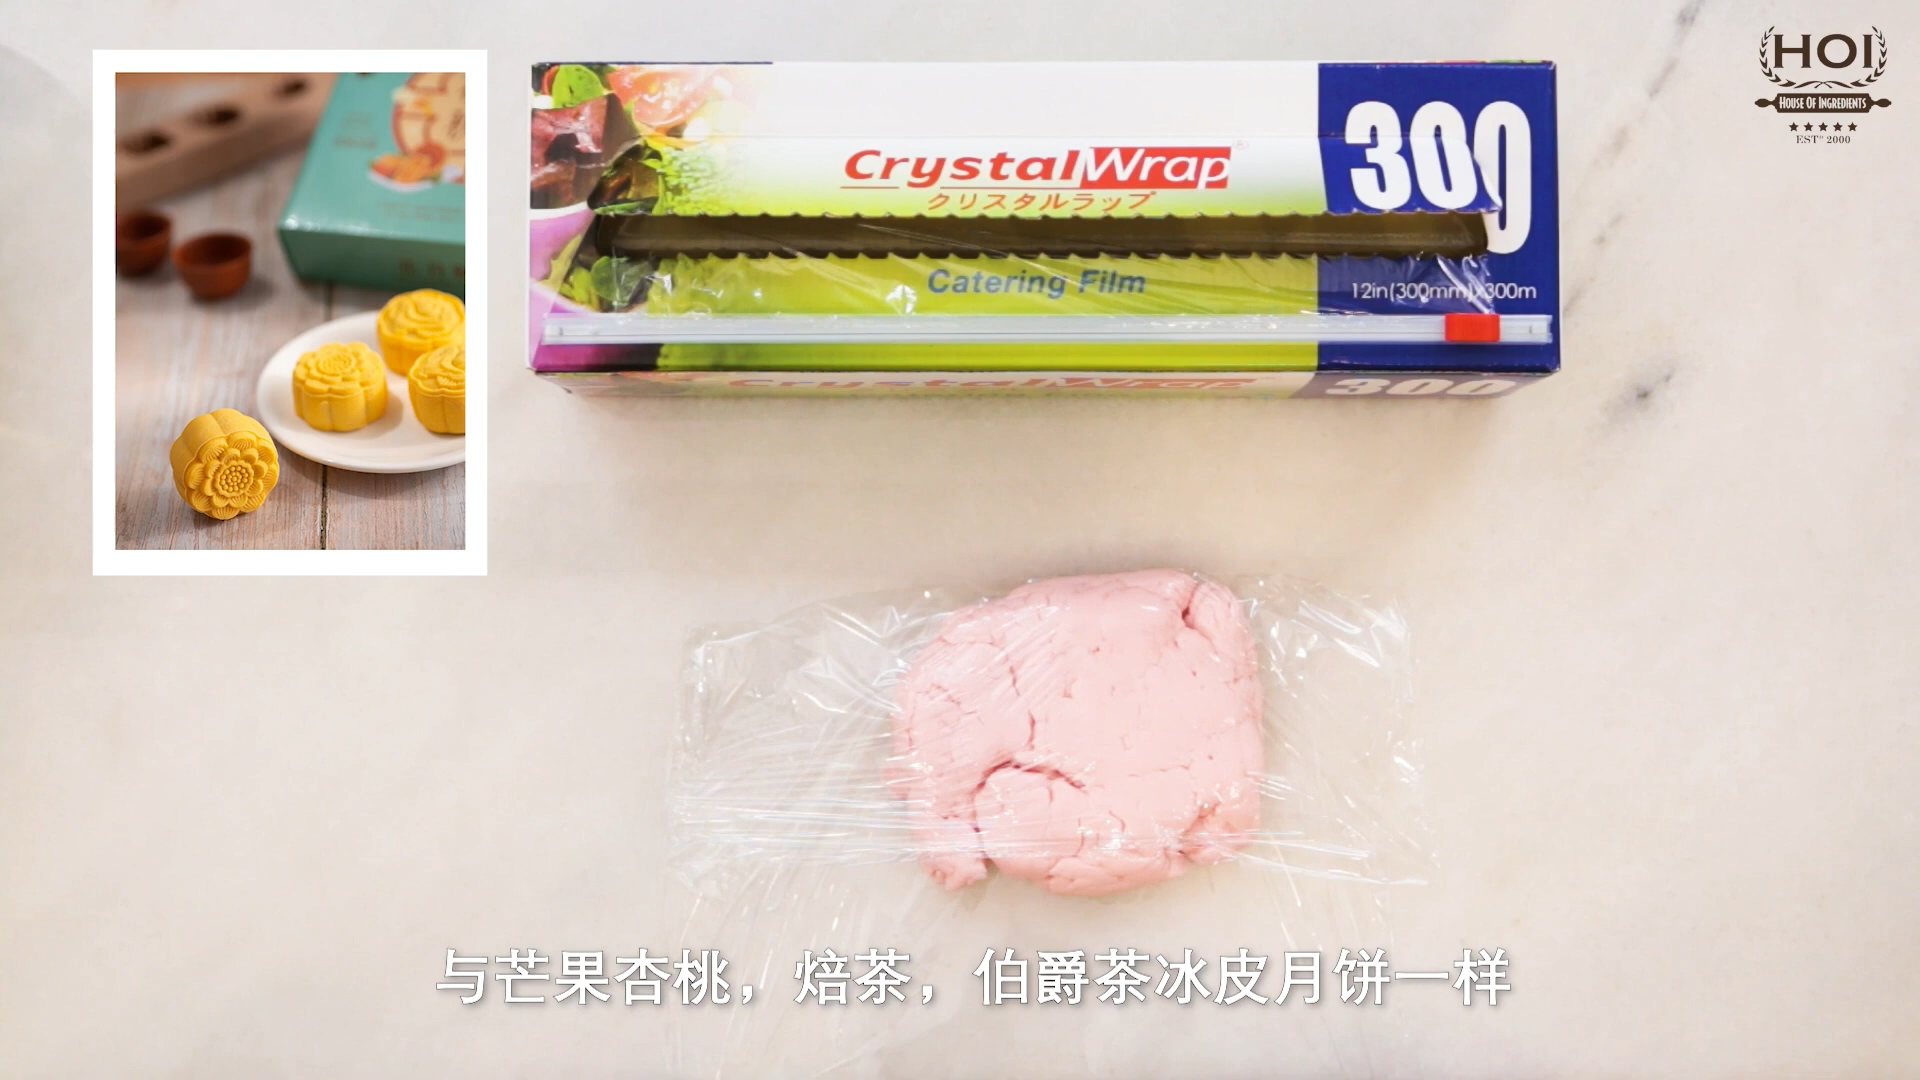 HOI
HOUSE OF INGREDIENTS
EST° 2000
CrystalWrap
クリスタルラップ
300
Catering Film
12in(300mm)x300m
CrystalWrap
300
与芒果杏桃，焙茶，伯爵茶冰皮月饼一样